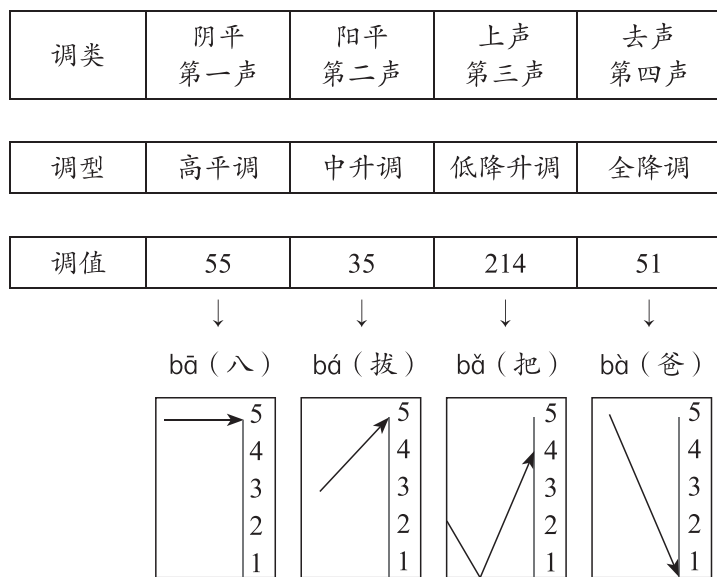 调类 阴平 阳平 上声 去声
第一声 第二声 第三声 第四声
调型 高平调 中升调 低降升调 全降调
调值 55 35 214 51
↓ ↓ ↓ ↓
bā（八） bá（拔） bǎ（把） bà（爸）
5 5 5 5
4 4 4 4
3 3 3 3
2 2 2 2
1 1 1 1